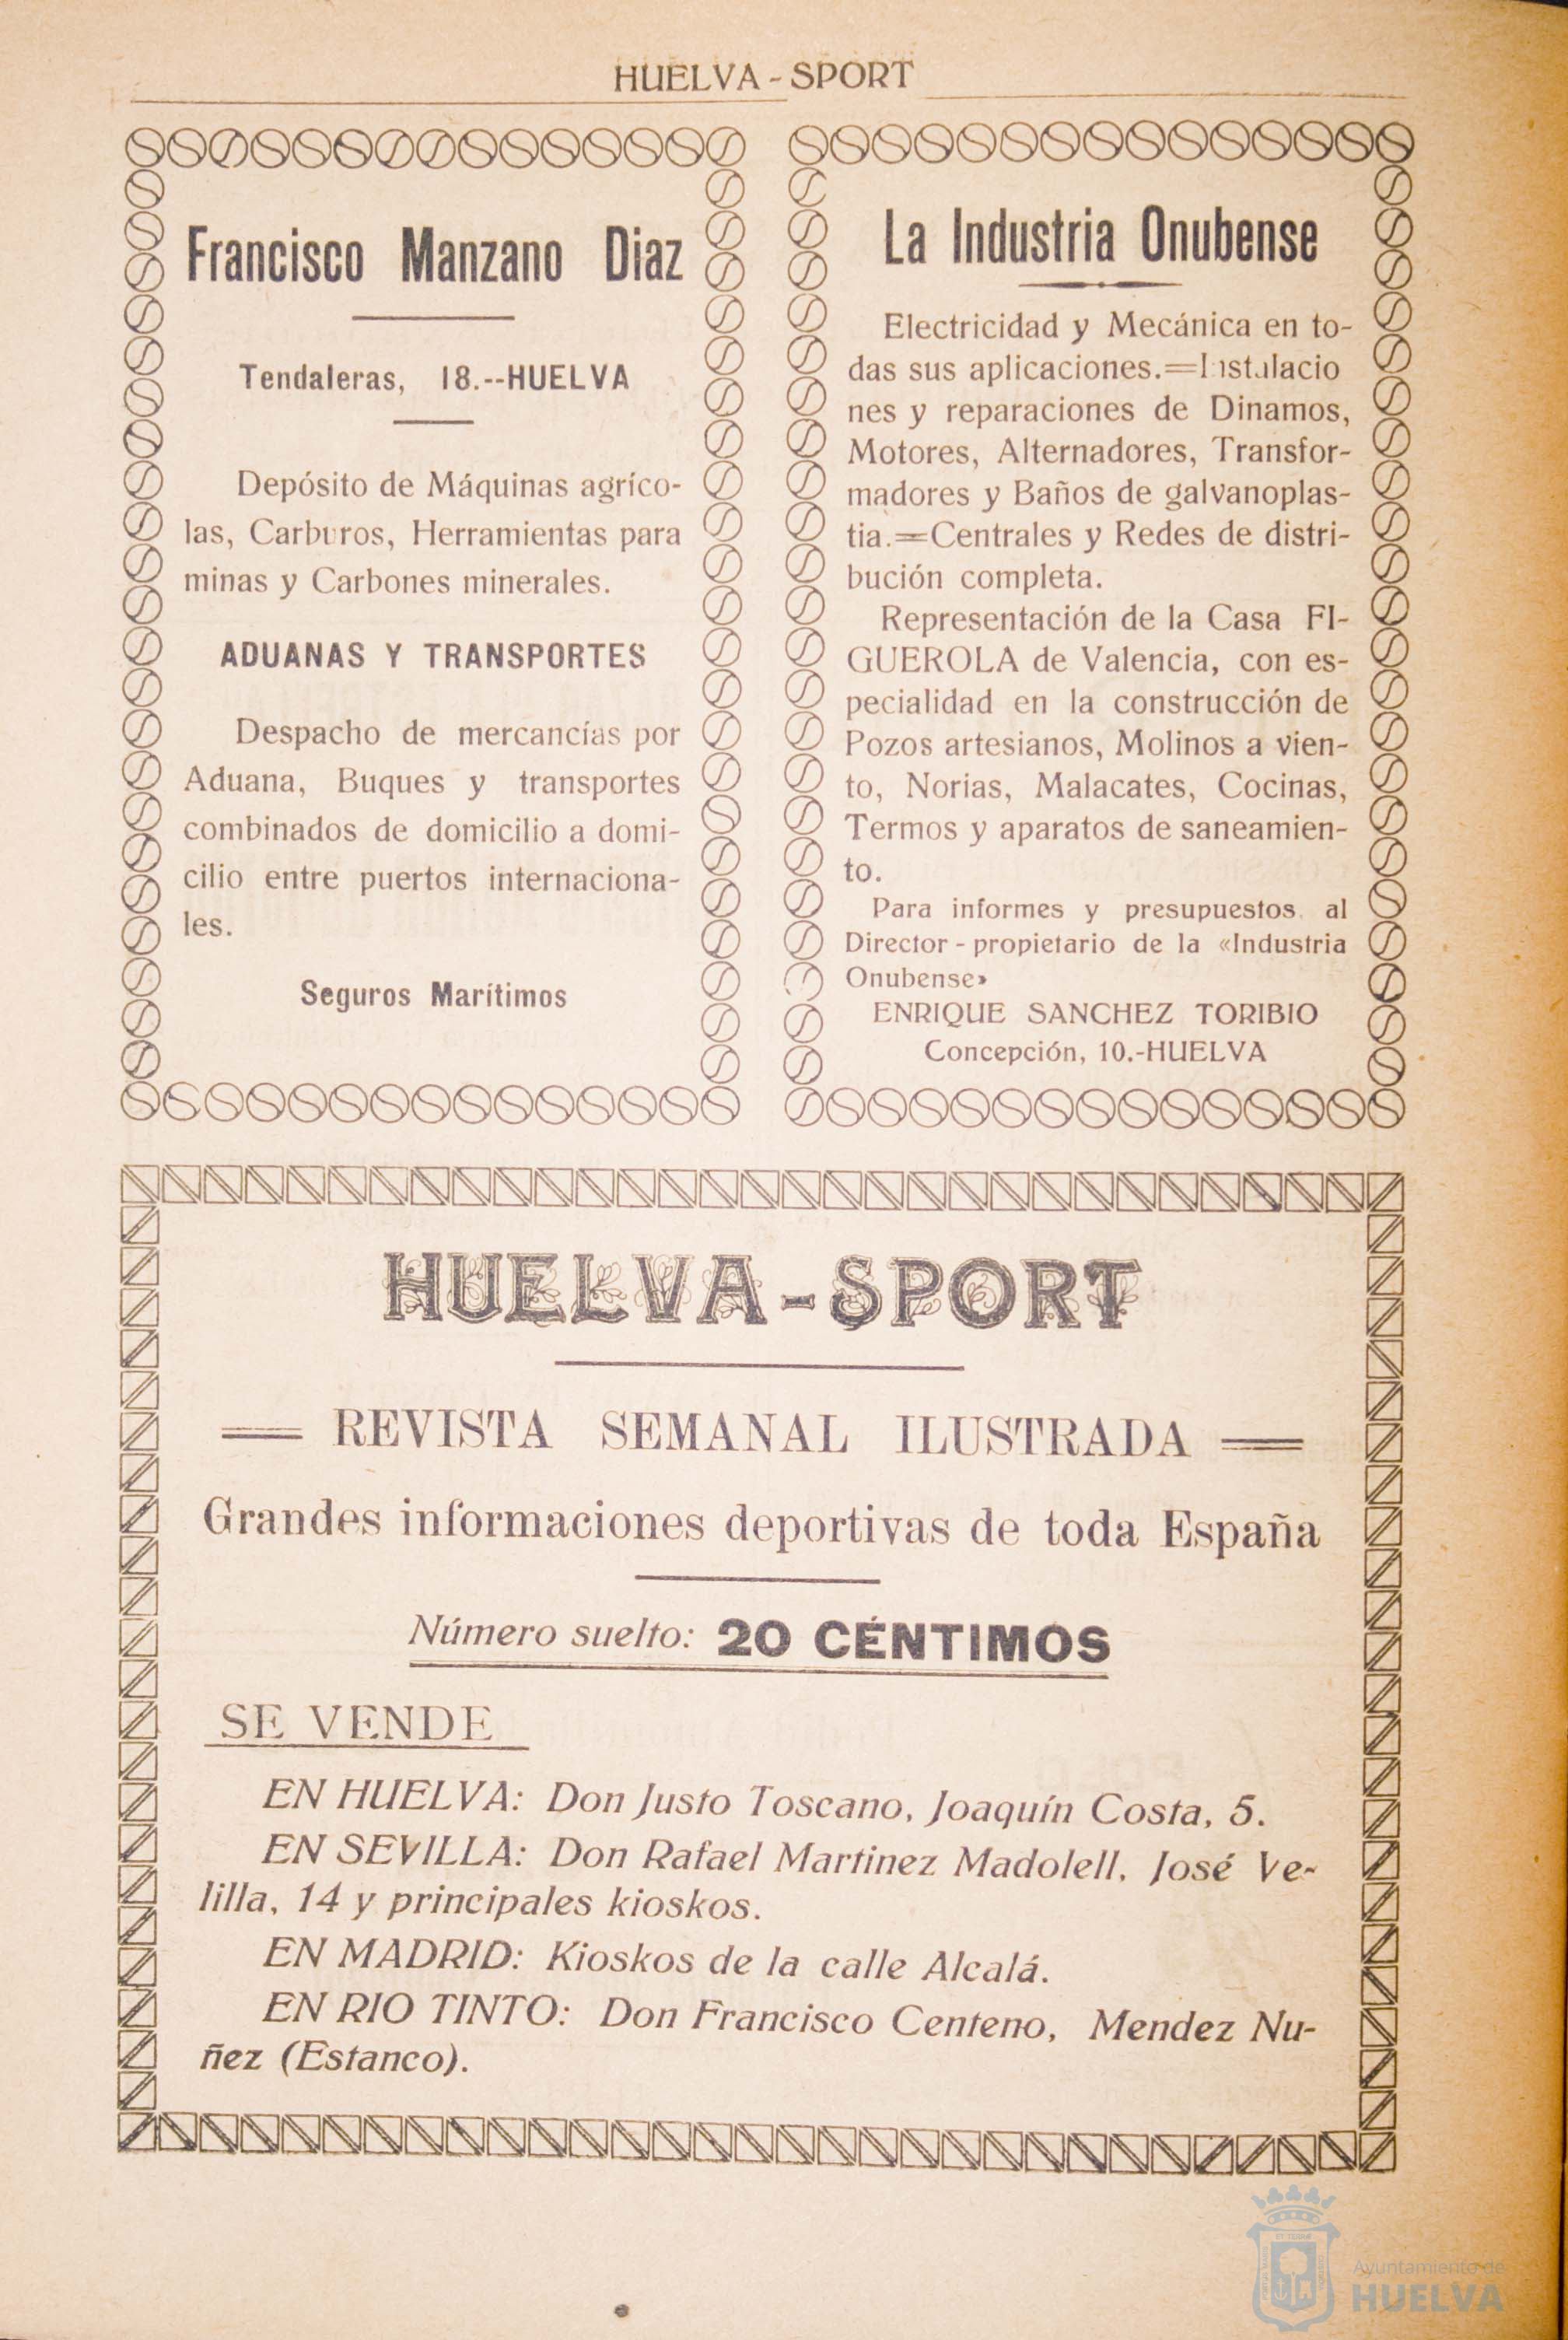 HUELVA - SPORT
Francisco Manzano Diaz
Tendaleras, 18.--HUELVA
Depósito de Máquinas agríco-
las, Carburos, Herramientas para
minas y Carbones minerales.
ADUANAS Y TRANSPORTES
Despacho de mercancías por
Aduana, Buques y transportes
combinados de domicilio a domi-
cilio entre puertos internaciona-
les.
Seguros Marítimos
La Industria Onubense
Electricidad y Mecánica en to-
das sus aplicaciones.=Instalacio
nes y reparaciones de Dinamos,
Motores, Alternadores, Transfor-
madores y Baños de galvanoplas-
tia.=Centrales y Redes de distri-
bución completa.
Representación de la Casa FI-
GUEROLA de Valencia, con es-
pecialidad en la construcción de
Pozos artesianos, Molinos a vien-
to, Norias, Malacates, Cocinas,
Termos y aparatos de saneamien-
to.
Para informes y presupuestos al
Director - propietario de la «Industria
Onubense»
ENRIQUE SANCHEZ TORIBIO
Concepción, 10.-HUELVA
HUELVA-SPORT
= REVISTA SEMANAL ILUSTRADA =
Grandes informaciones deportivas de toda España
Número suelto: 20 CÉNTIMOS
SE VENDE
EN HUELVA: Don Justo Toscano, Joaquín Costa, 5.
EN SEVILLA: Don Rafael Martinez Madolell, José Ve-
lilla, 14 y principales kioskos.
EN MADRID: Kioskos de la calle Alcalá.
EN RIO TINTO: Don Francisco Centeno, Mendez Nu-
ñez (Estanco).
Ayuntamiento de
HUELVA